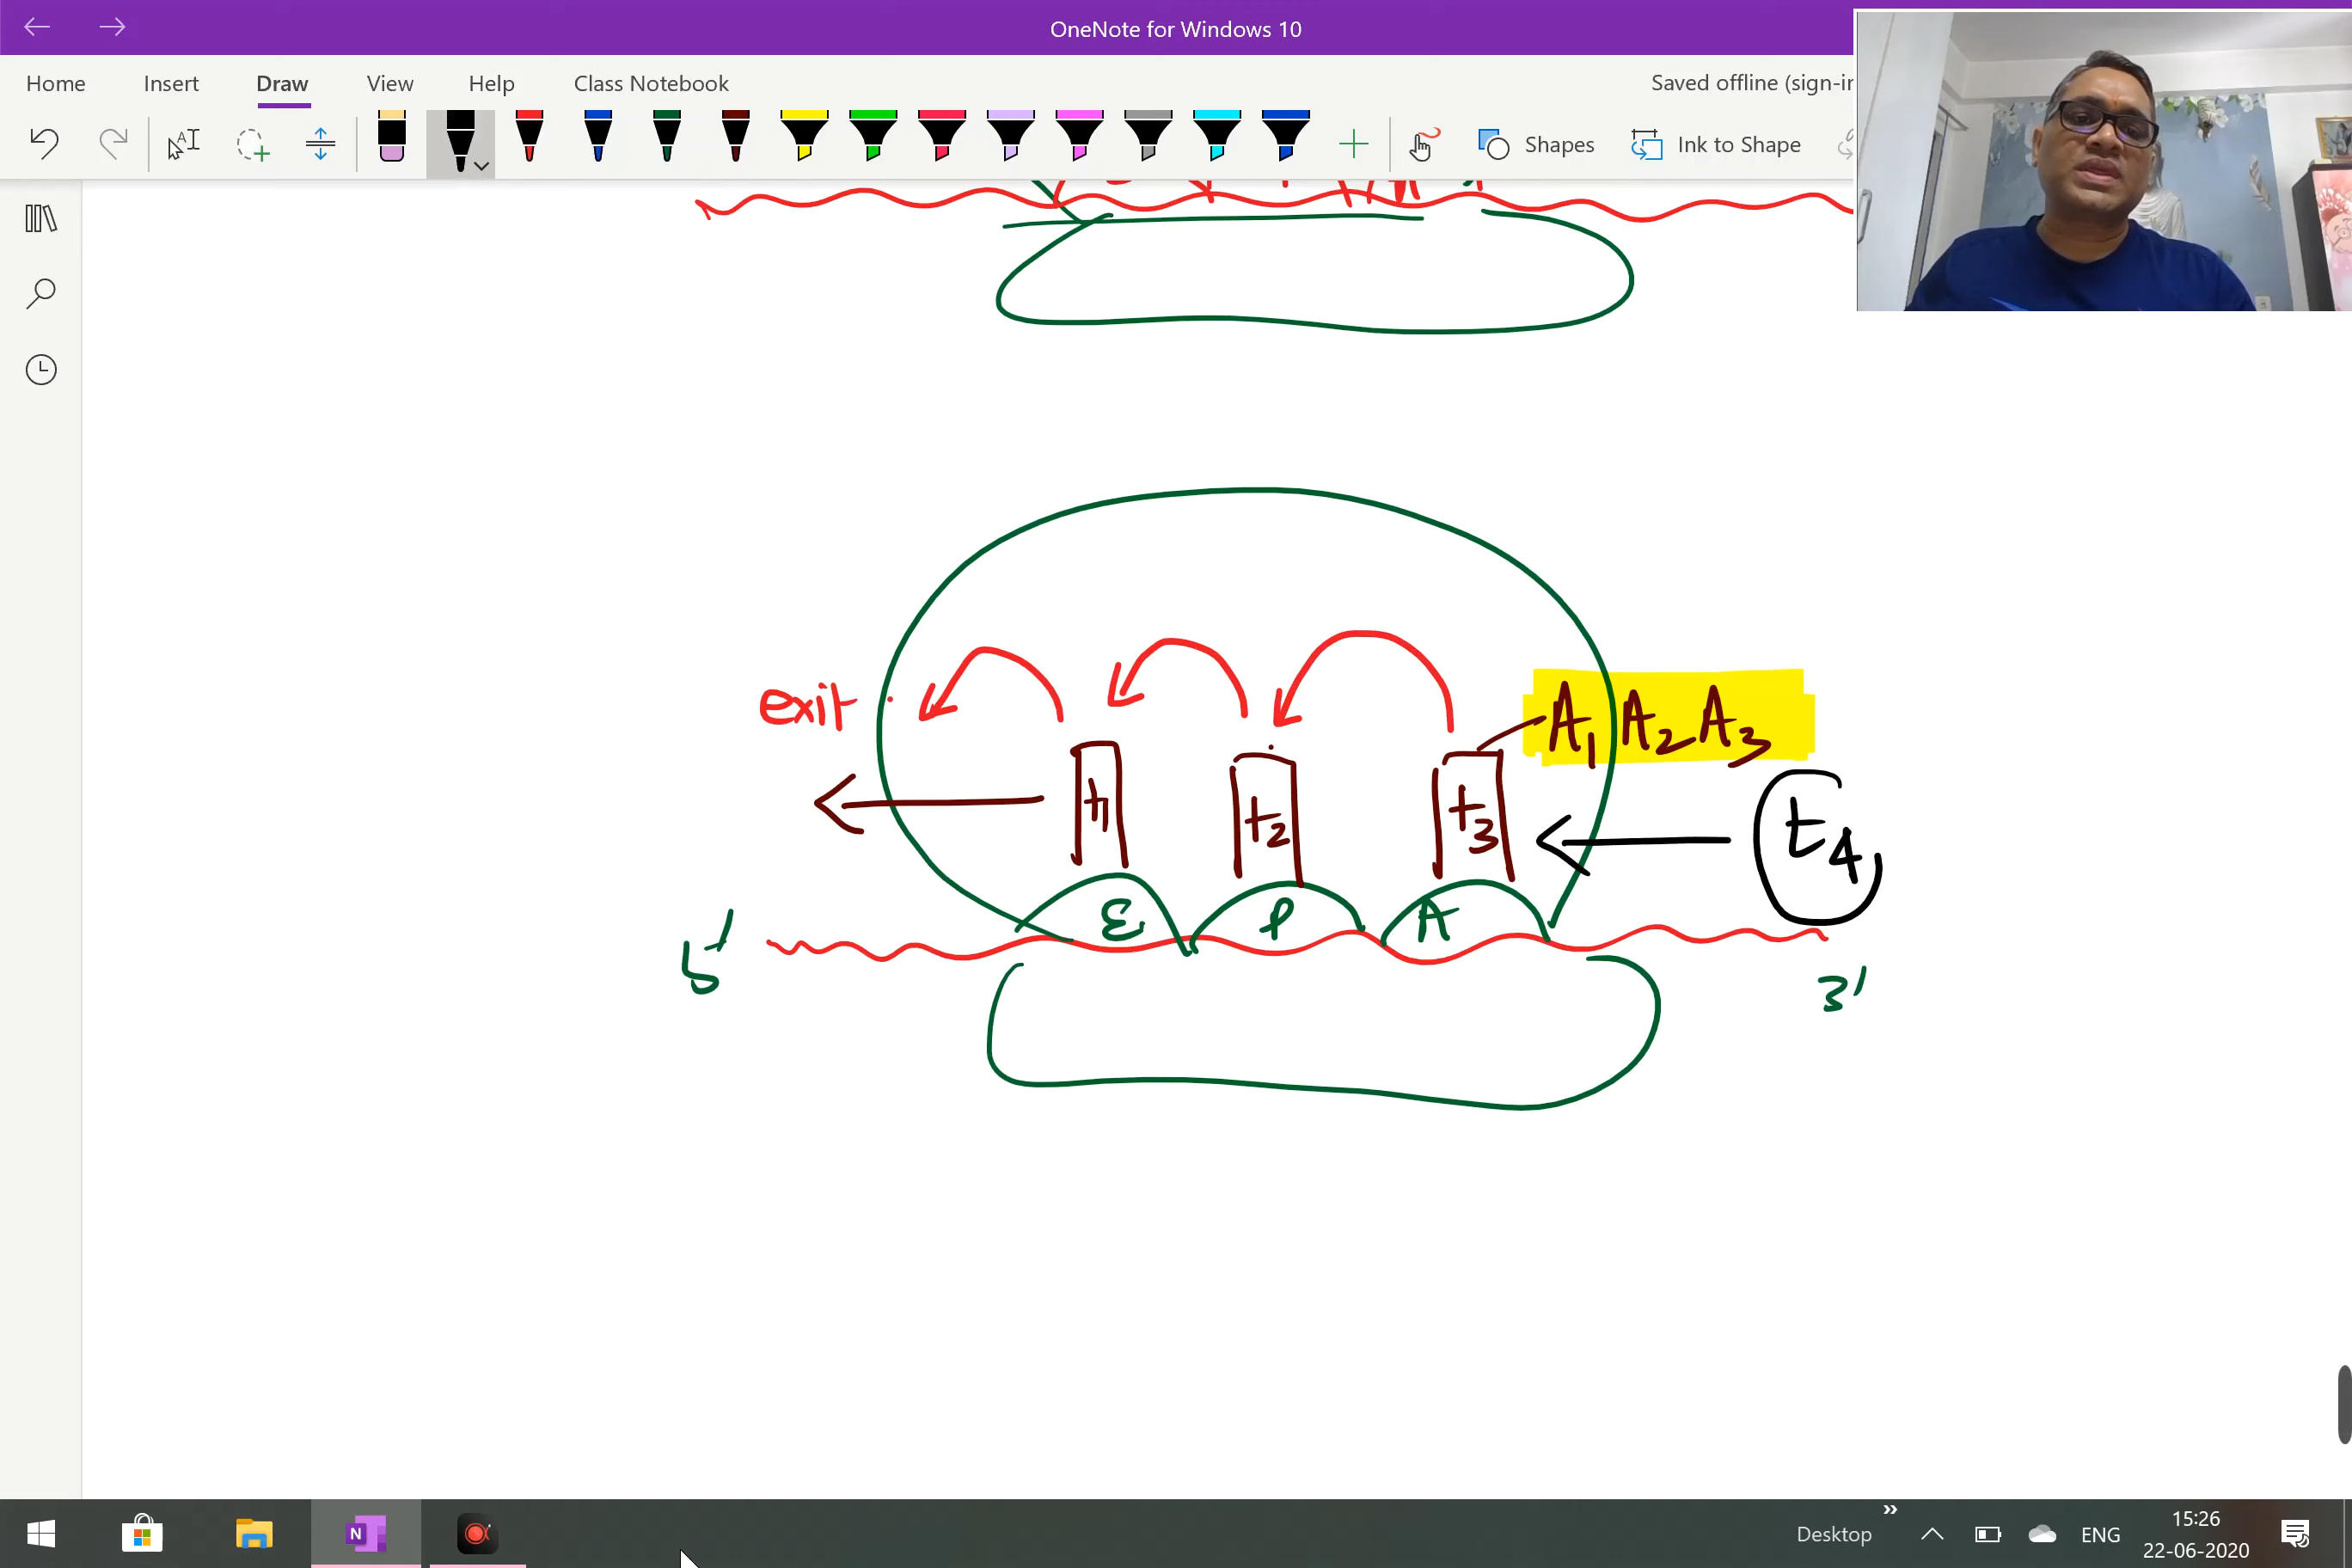 OneNote for Windows 10
Home Insert Draw View Help Class Notebook Saved offline (sign-in
Shapes Ink to Shape
exit
A1 A2 A3
t1 t2 t3 t4
E P A
5' 3'
Desktop ENG 15:26
22-06-2020